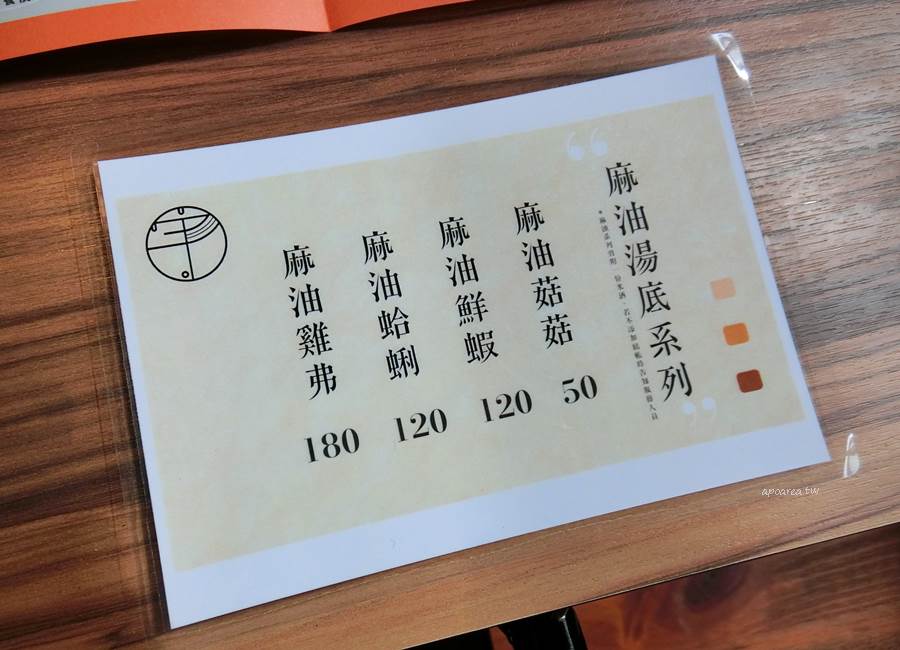 麻油湯底系列
麻油菇菇 50
麻油鮮蝦 120
麻油蛤蜊 120
麻油雞弗 180
apoarea.tw